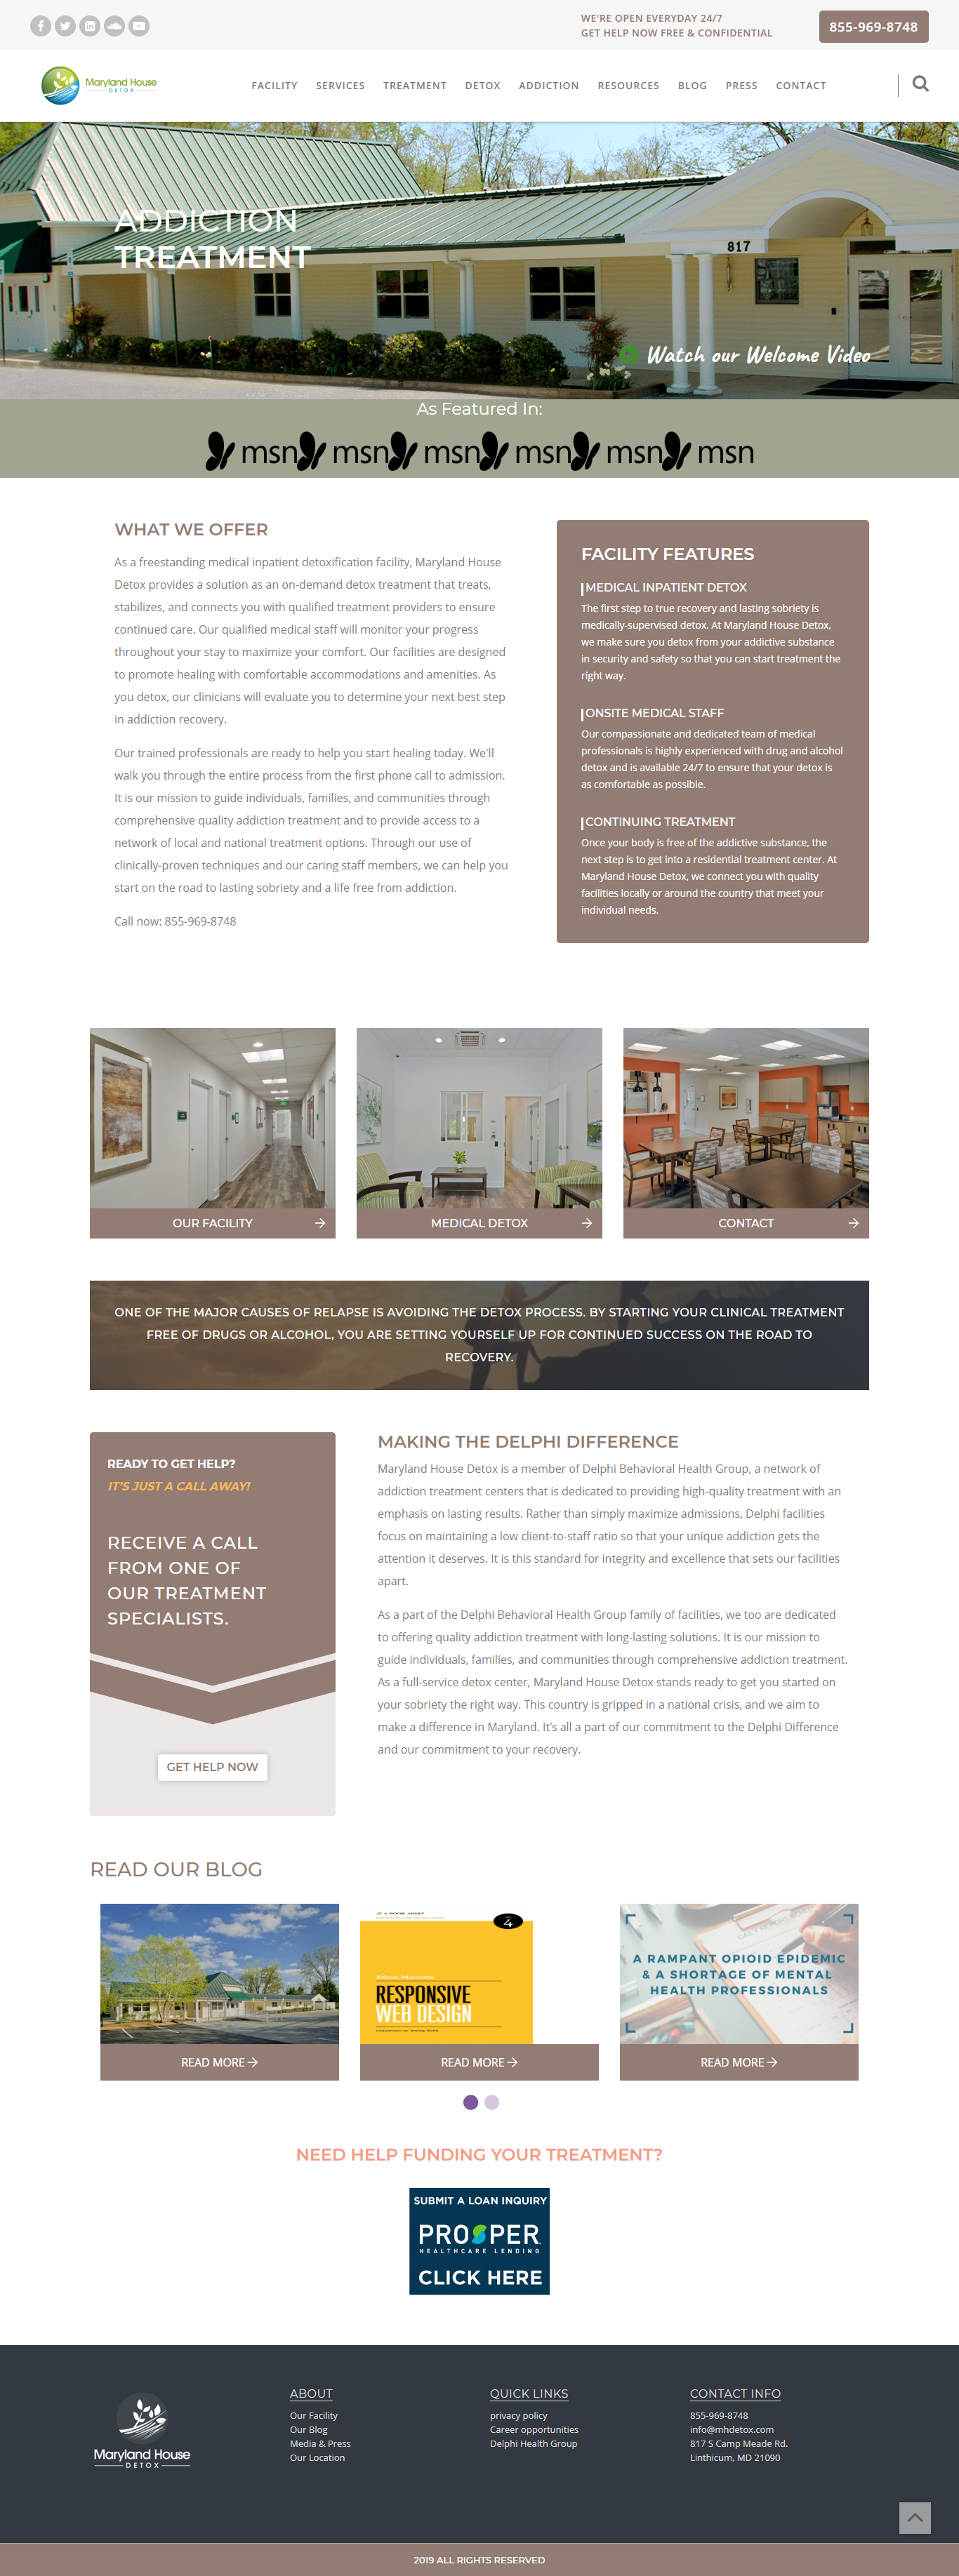 WE'RE OPEN EVERYDAY 24/7
GET HELP NOW FREE & CONFIDENTIAL
855-969-8748
Maryland House
DETOX
FACILITY SERVICES TREATMENT DETOX ADDICTION RESOURCES BLOG PRESS CONTACT
ADDICTION
TREATMENT
817
Watch our Welcome Video
As Featured In:
msn msn msn msn msn msn
WHAT WE OFFER
As a freestanding medical inpatient detoxification facility, Maryland House
Detox provides a solution as an on-demand detox treatment that treats,
stabilizes, and connects you with qualified treatment providers to ensure
continued care. Our qualified medical staff will monitor your progress
throughout your stay to maximize your comfort. Our facilities are designed
to promote healing with comfortable accommodations and amenities. As
you detox, our clinicians will evaluate you to determine your next best step
in addiction recovery.
Our trained professionals are ready to help you start healing today. We'll
walk you through the entire process from the first phone call to admission.
It is our mission to guide individuals, families, and communities through
comprehensive quality addiction treatment and to provide access to a
network of local and national treatment options. Through our use of
clinically-proven techniques and our caring staff members, we can help you
start on the road to lasting sobriety and a life free from addiction.
Call now: 855-969-8748
FACILITY FEATURES
MEDICAL INPATIENT DETOX
The first step to true recovery and lasting sobriety is
medically-supervised detox. At Maryland House Detox,
we make sure you detox from your addictive substance
in security and safety so that you can start treatment the
right way.
ONSITE MEDICAL STAFF
Our compassionate and dedicated team of medical
professionals is highly experienced with drug and alcohol
detox and is available 24/7 to ensure that your detox is
as comfortable as possible.
CONTINUING TREATMENT
Once your body is free of the addictive substance, the
next step is to get into a residential treatment center. At
Maryland House Detox, we connect you with quality
facilities locally or around the country that meet your
individual needs.
OUR FACILITY
MEDICAL DETOX
CONTACT
ONE OF THE MAJOR CAUSES OF RELAPSE IS AVOIDING THE DETOX PROCESS. BY STARTING YOUR CLINICAL TREATMENT
FREE OF DRUGS OR ALCOHOL, YOU ARE SETTING YOURSELF UP FOR CONTINUED SUCCESS ON THE ROAD TO
RECOVERY.
READY TO GET HELP?
IT'S JUST A CALL AWAY!
RECEIVE A CALL
FROM ONE OF
OUR TREATMENT
SPECIALISTS.
GET HELP NOW
MAKING THE DELPHI DIFFERENCE
Maryland House Detox is a member of Delphi Behavioral Health Group, a network of
addiction treatment centers that is dedicated to providing high-quality treatment with an
emphasis on lasting results. Rather than simply maximize admissions, Delphi facilities
focus on maintaining a low client-to-staff ratio so that your unique addiction gets the
attention it deserves. It is this standard for integrity and excellence that sets our facilities
apart.
As a part of the Delphi Behavioral Health Group family of facilities, we too are dedicated
to offering quality addiction treatment with long-lasting solutions. It is our mission to
guide individuals, families, and communities through comprehensive addiction treatment.
As a full-service detox center, Maryland House Detox stands ready to get you started on
your sobriety the right way. This country is gripped in a national crisis, and we aim to
make a difference in Maryland. It's all a part of our commitment to the Delphi Difference
and our commitment to your recovery.
READ OUR BLOG
A BOOK APART
4
Ethan Marcotte
RESPONSIVE
WEB DESIGN
A RAMPANT OPIOID EPIDEMIC
& A SHORTAGE OF MENTAL
HEALTH PROFESSIONALS
READ MORE
READ MORE
READ MORE
NEED HELP FUNDING YOUR TREATMENT?
SUBMIT A LOAN INQUIRY
PROSPER
HEALTHCARE LENDING
CLICK HERE
Maryland House
DETOX
ABOUT
Our Facility
Our Blog
Media & Press
Our Location
QUICK LINKS
privacy policy
Career opportunities
Delphi Health Group
CONTACT INFO
855-969-8748
info@mhdetox.com
817 S Camp Meade Rd.
Linthicum, MD 21090
2019 ALL RIGHTS RESERVED